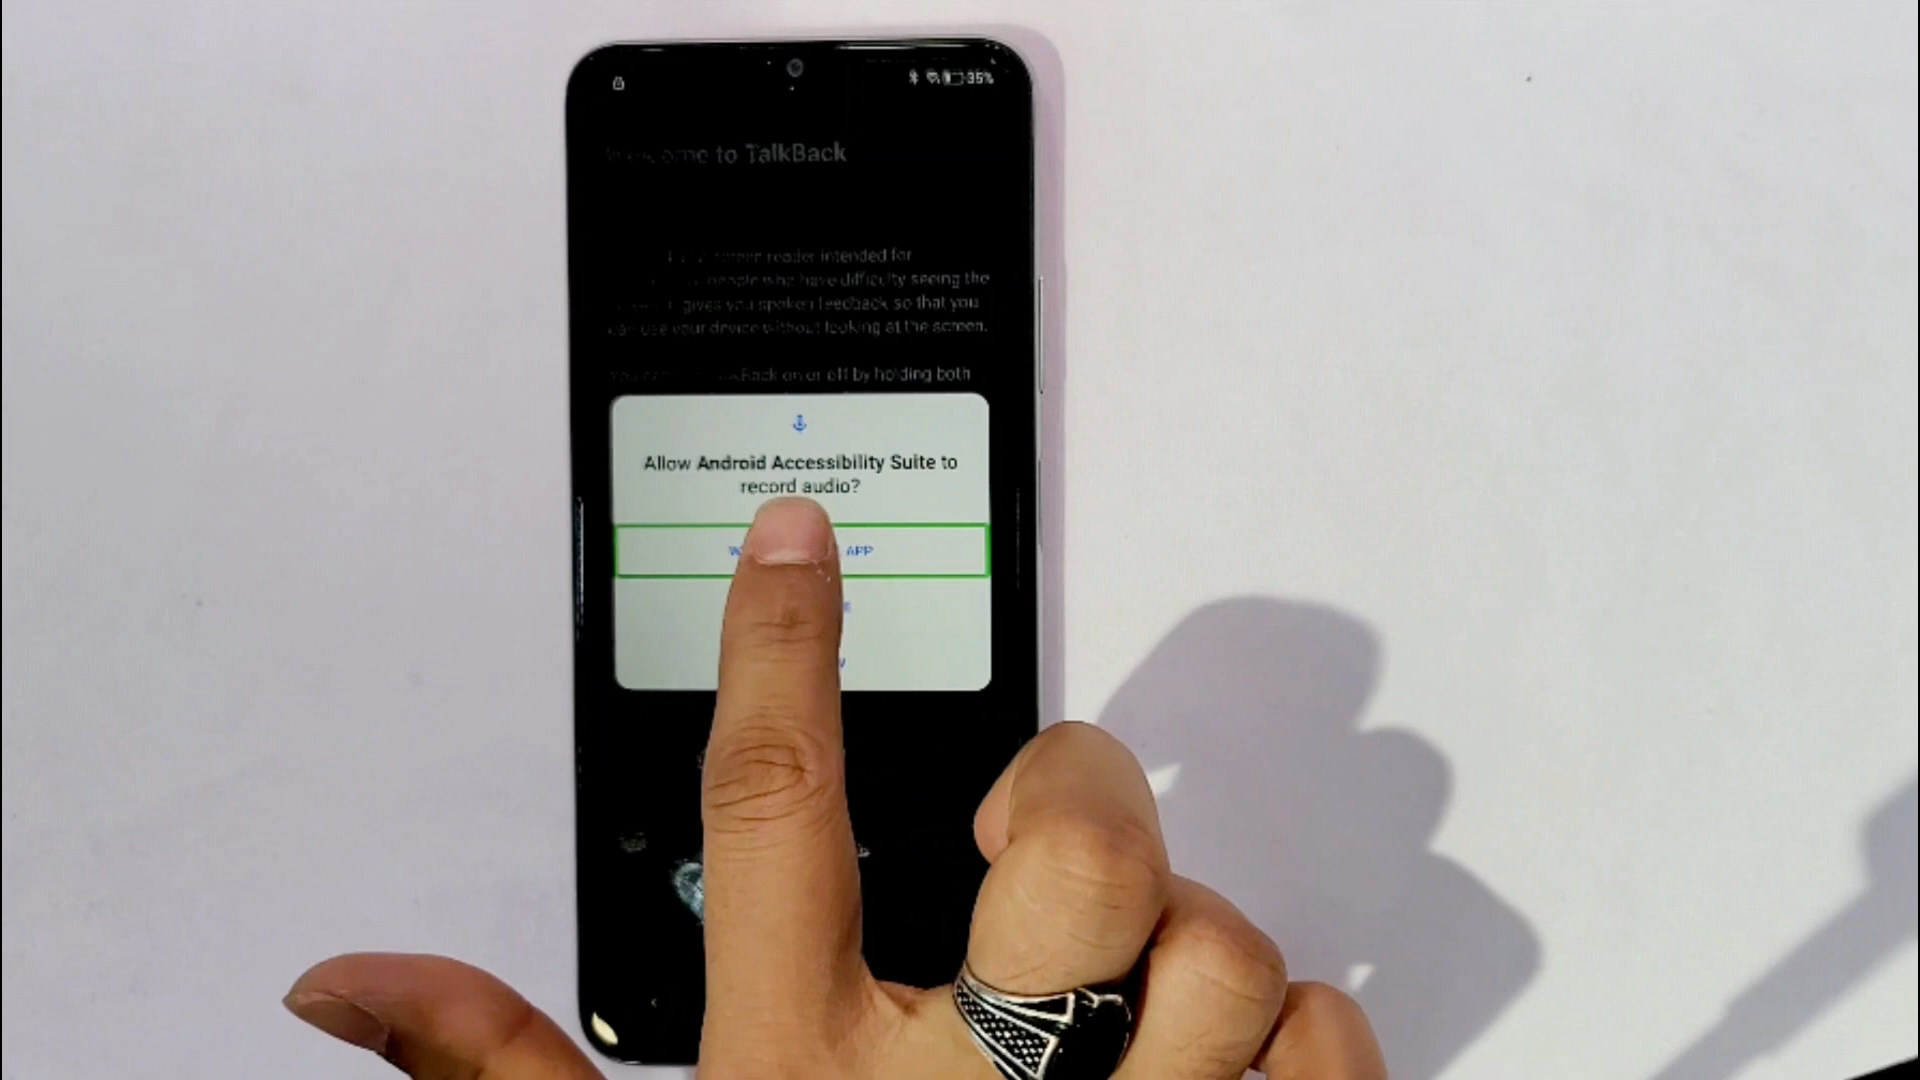 35%
Welcome to TalkBack
screen reader intended for
people who have difficulty seeing the
gives you spoken feedback so that you
can use your device without looking at the screen.
TalkBack on or off by holding both
Allow Android Accessibility Suite to
record audio?
APP